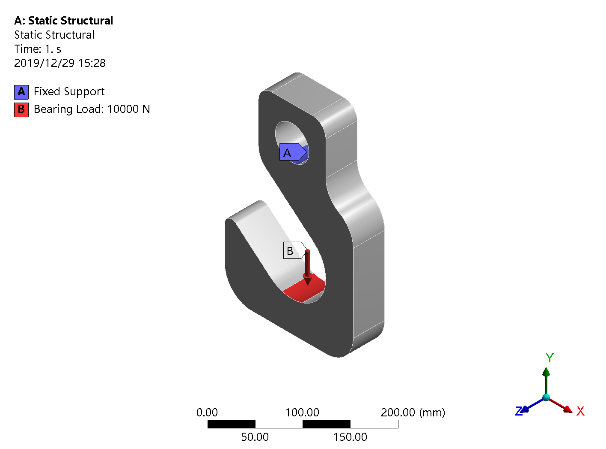 A: Static Structural
Static Structural
Time: 1. s
2019/12/29 15:28
A Fixed Support
B Bearing Load: 10000 N
A
B
Y
Z X
0.00 100.00 200.00 (mm)
50.00 150.00